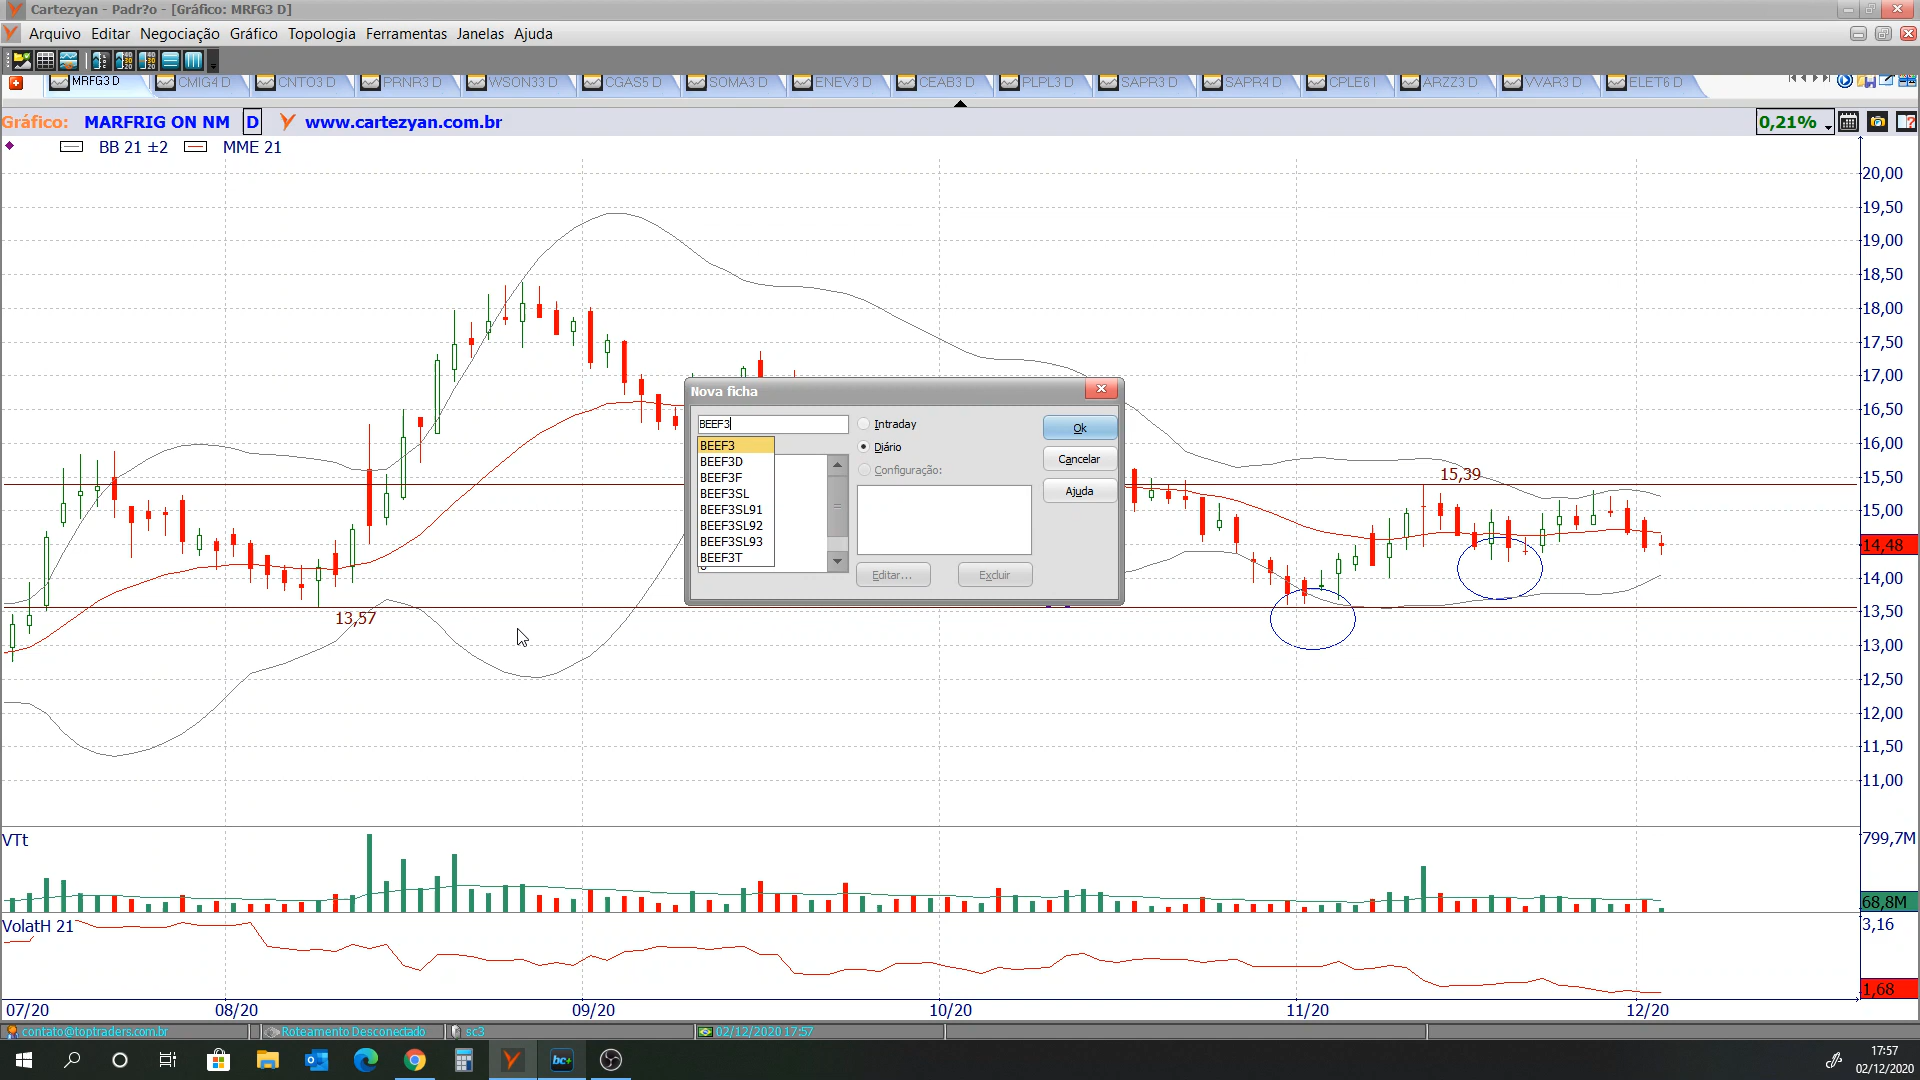 Cartezyan - Padr?o - [Gráfico: MRFG3 D]
Arquivo Editar Negociação Gráfico Topologia Ferramentas Janelas Ajuda
MRFG3 D CMIG4 D CNTO3 D PRNR3 D WSON33 D CGAS5 D SOMA3 D ENEV3 D CEAB3 D PLPL3 D SAPR3 D SAPR4 D CPLE61 ARZZ3 D VVAR3 D ELET6 D
Gráfico: MARFRIG ON NM D www.cartezyan.com.br 0,21%
BB 21 ±2 MME 21
20,00
19,50
19,00
18,50
18,00
17,50
17,00
16,50
16,00
15,50
15,00
14,48
14,00
13,50
13,00
12,50
12,00
11,50
11,00
15,39
13,57
Nova ficha
BEEF3
Intraday
Ok
BEEF3
Diário
Cancelar
BEEF3D
Configuração:
BEEF3F
BEEF3SL
Ajuda
BEEF3SL91
BEEF3SL92
BEEF3SL93
BEEF3T
Editar...
Excluir
VTt
799,7M
68,8M
VolatH 21
3,16
1,68
07/20 08/20 09/20 10/20 11/20 12/20
contato@toptraders.com.br Roteamento Desconectado sc3 02/12/2020 17:57
bc+
17:57
02/12/2020